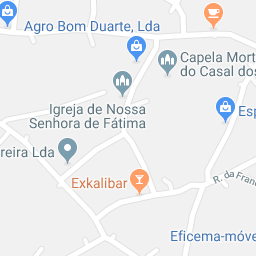 Agro Bom Duarte, Lda
Capela Mort
do Casal dos
Igreja de Nossa
Senhora de Fátima
Esp
reira Lda
Exkalibar
R. da Fran
Eficema-móve